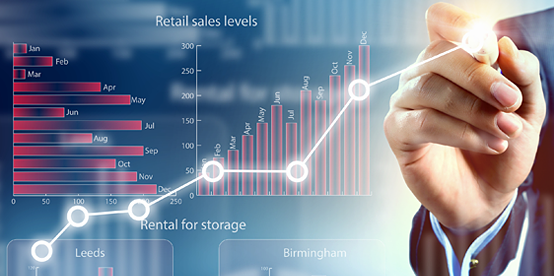 Retail sales levels
Jan
Feb
Mar
Apr
May
Jun
Jul
Aug
Sep
Oct
Nov
Dec
0 50 100 150 250
300
250
200
150
100
50
0
Feb
Mar
Apr
May
Jun
Jul
Aug
Sep
Oct
Nov
Dec
Rental for storage
Leeds
Birmingham